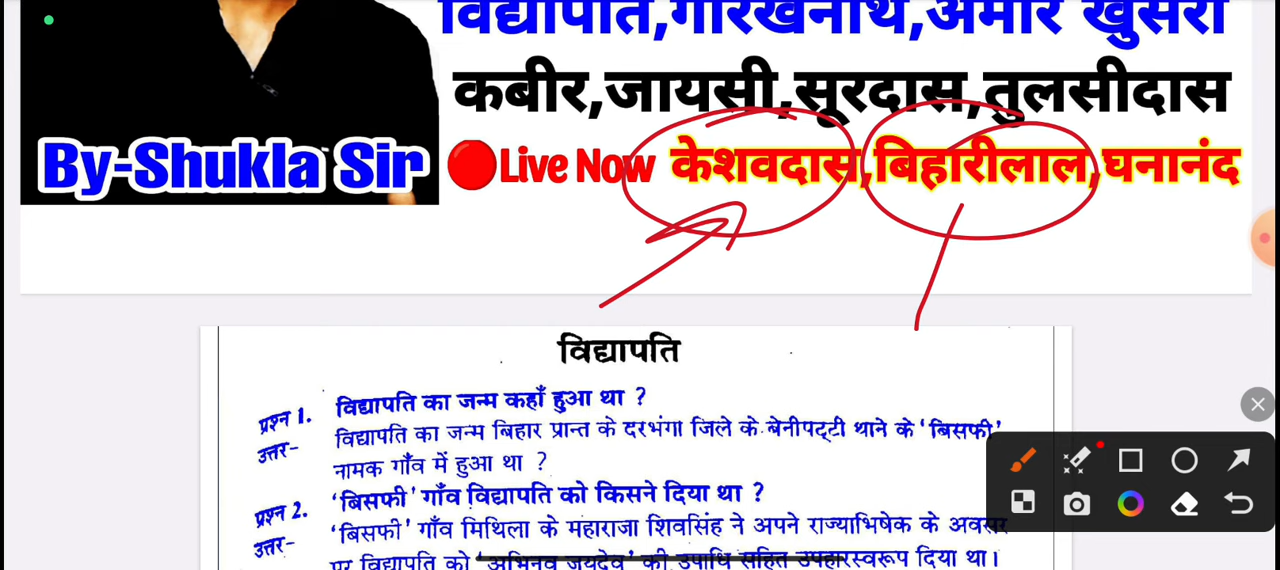 विद्यापति,गोरखनाथ,अमीर खुसरो
कबीर,जायसी,सूरदास,तुलसीदास
By-Shukla Sir
Live Now केशवदास,बिहारीलाल,घनानंद
विद्यापति
प्रश्न 1. विद्यापति का जन्म कहाँ हुआ था ?
उत्तर– विद्यापति का जन्म बिहार प्रान्त के दरभंगा जिले के बेनीपट्टी थाने के 'बिसफी'
नामक गाँव में हुआ था ?
प्रश्न 2. 'बिसफी' गाँव विद्यापति को किसने दिया था ?
उत्तर– 'बिसफी' गाँव मिथिला के महाराजा शिवसिंह ने अपने राज्याभिषेक के अवसर
पर विद्यापति को 'अभिनव जयदेव' की उपाधि सहित उपहारस्वरूप दिया था।